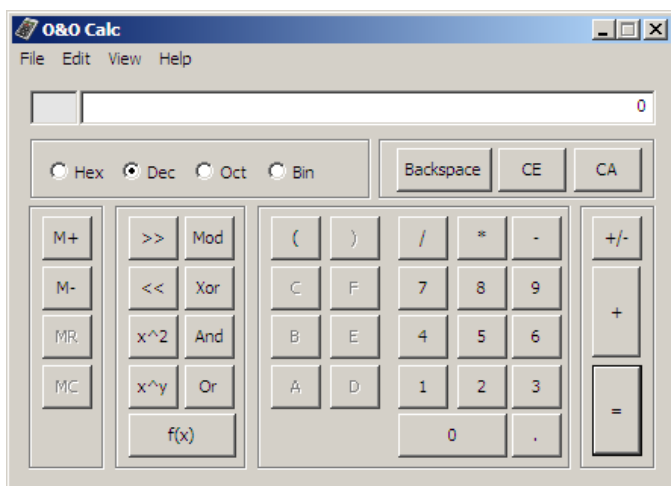 O&O Calc
File Edit View Help
0
Hex Dec Oct Bin Backspace CE CA
M+ >> Mod ( ) / * - +/-
M- << Xor C F 7 8 9 +
MR x^2 And B E 4 5 6
MC x^y Or A D 1 2 3 =
f(x) 0 .